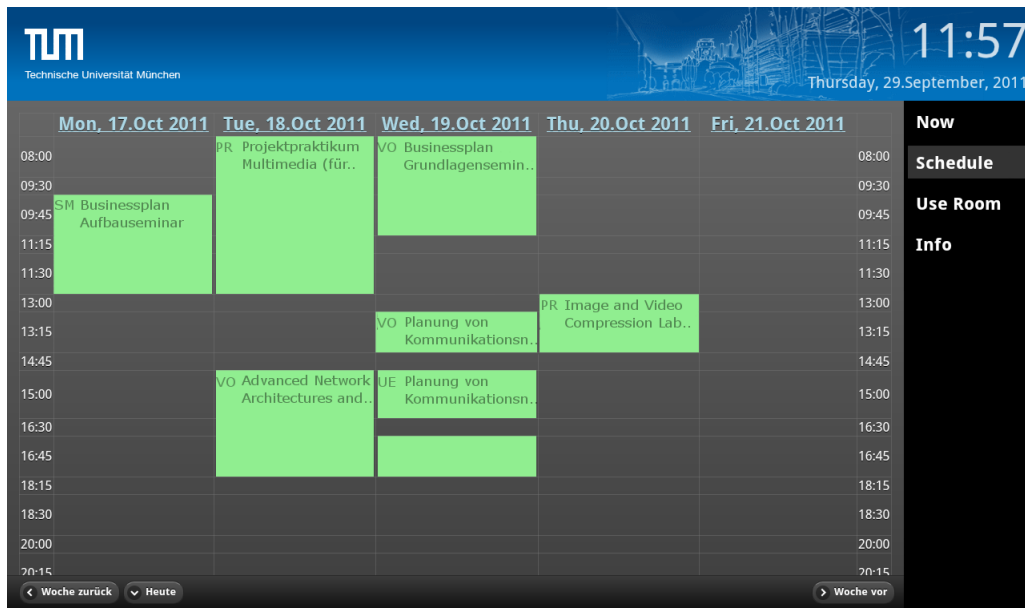 TUM
Technische Universität München
11:57
Thursday, 29.September, 2011
Mon, 17.Oct 2011 Tue, 18.Oct 2011 Wed, 19.Oct 2011 Thu, 20.Oct 2011 Fri, 21.Oct 2011
Now
Schedule
Use Room
Info
PR Projektpraktikum
Multimedia (für..
VO Businessplan
Grundlagensemin..
08:00 08:00
09:30 09:30
SM Businessplan
Aufbauseminar
09:45 09:45
11:15 11:15
11:30 11:30
13:00 13:00
PR Image and Video
Compression Lab..
VO Planung von
Kommunikationsn..
13:15 13:15
14:45 14:45
VO Advanced Network
Architectures and..
UE Planung von
Kommunikationsn..
15:00 15:00
16:30 16:30
16:45 16:45
18:15 18:15
18:30 18:30
20:00 20:00
20:15 20:15
Woche zurück Heute Woche vor